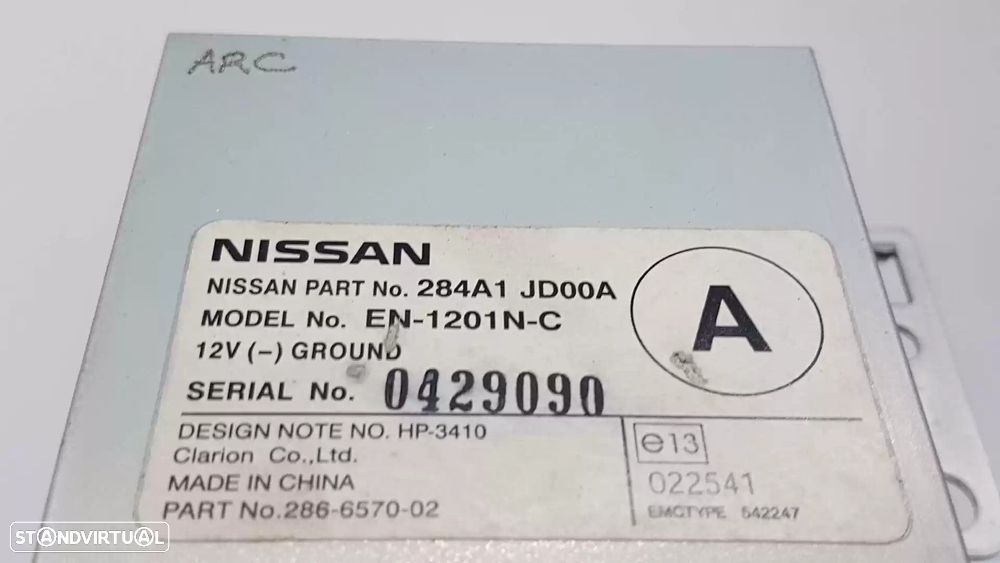 ARC
NISSAN
NISSAN PART No. 284A1 JD00A
MODEL No. EN-1201N-C
12V (–) GROUND
SERIAL No. 0429090
A
DESIGN NOTE NO. HP-3410
Clarion Co.,Ltd.
MADE IN CHINA
PART No.286-6570-02
e13
022541
EMCTYPE 542247
STANDVIRTUAL